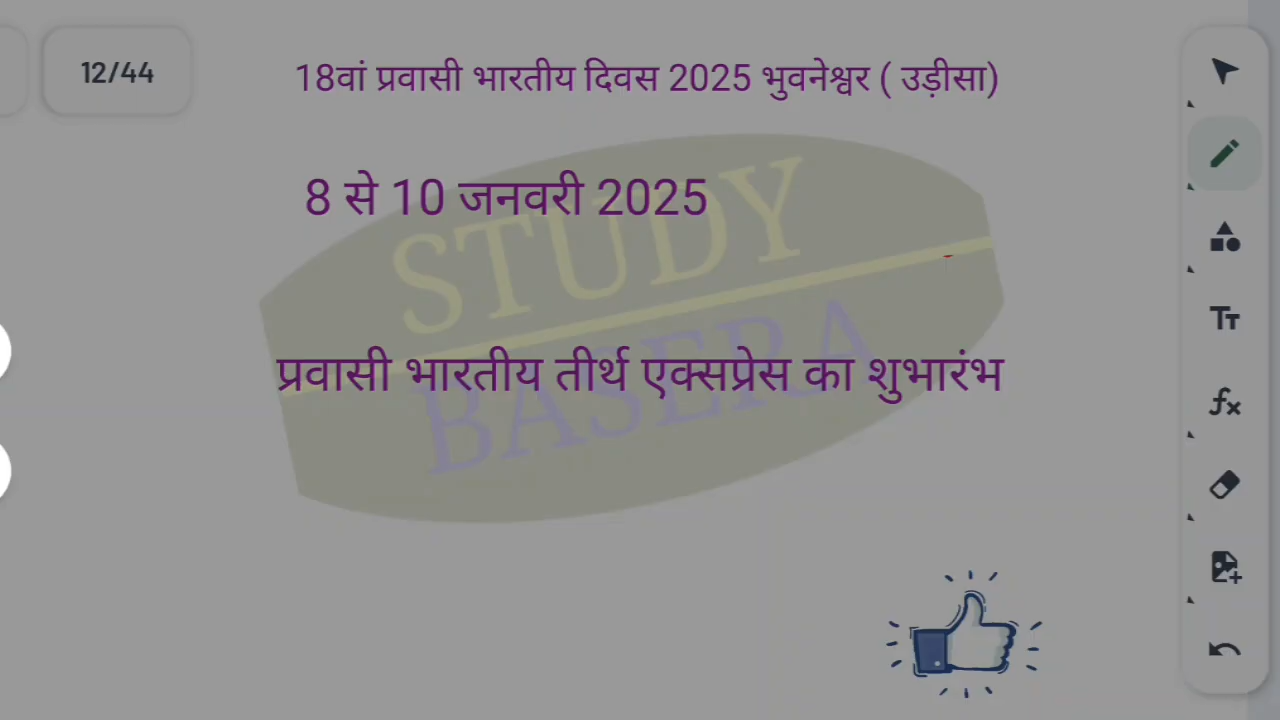 12/44
18वां प्रवासी भारतीय दिवस 2025 भुवनेश्वर ( उड़ीसा)
8 से 10 जनवरी 2025
STUDY
प्रवासी भारतीय तीर्थ एक्सप्रेस का शुभारंभ
BASERA